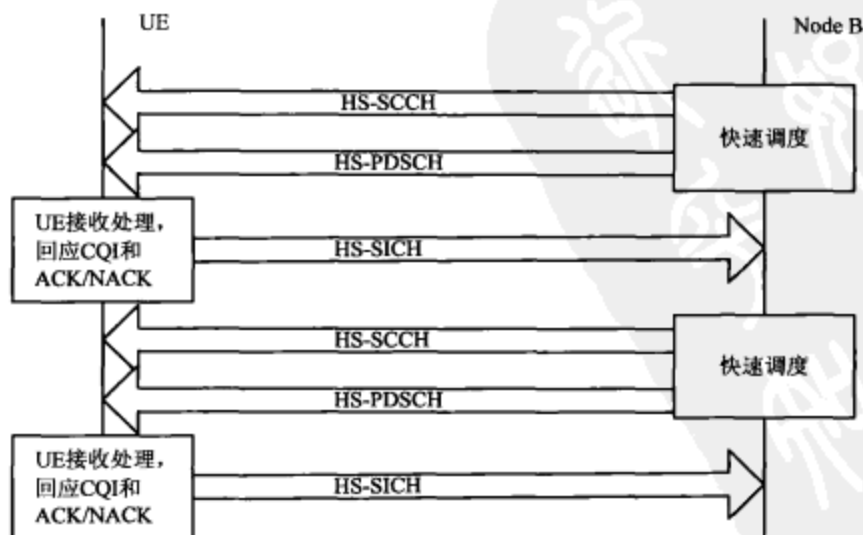 UE
Node B
HS-SCCH
快速调度
HS-PDSCH
UE接收处理，
回应CQI和
ACK/NACK
HS-SICH
HS-SCCH
快速调度
HS-PDSCH
UE接收处理，
回应CQI和
ACK/NACK
HS-SICH